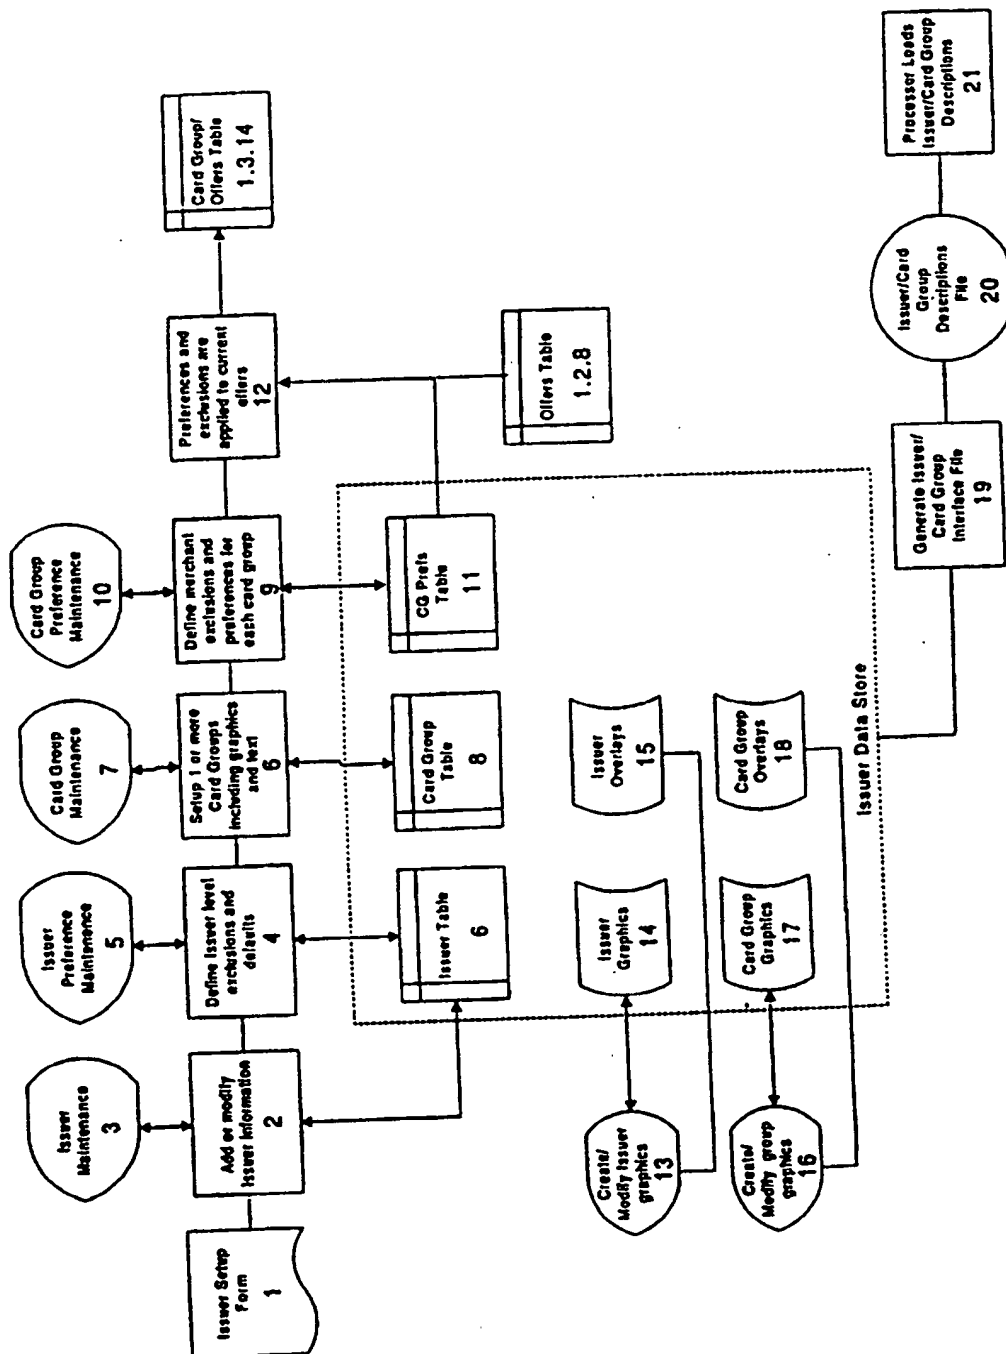 Issuer Setup
Form
1
Add or modify
Issuer Information
2
Issuer
Maintenance
3
Define Issuer level
exclusions and
defaults
4
Issuer
Preference
Maintenance
5
Setup 1 or more
Card Groups
including graphics
and text
6
Card Group
Maintenance
7
Define merchant
exclusions and
preferences for
each card group
9
Card Group
Preference
Maintenance
10
Preferences and
exclusions are
applied to current
offers
12
Card Group/
Offers Table
1.3.14
Issuer Table
6
Card Group
Table
8
CG Prefs
Table
11
Offers Table
1.2.8
Create/
Modify Issuer
graphics
13
Issuer
Graphics
14
Issuer
Overlays
15
Create/
Modify group
graphics
16
Card Group
Graphics
17
Card Group
Overlays
18
Issuer Data Store
Generate Issuer/
Card Group
Interface File
19
Issuer/Card
Group
Descriptions
File
20
Processor Loads
Issuer/Card Group
Descriptions
21